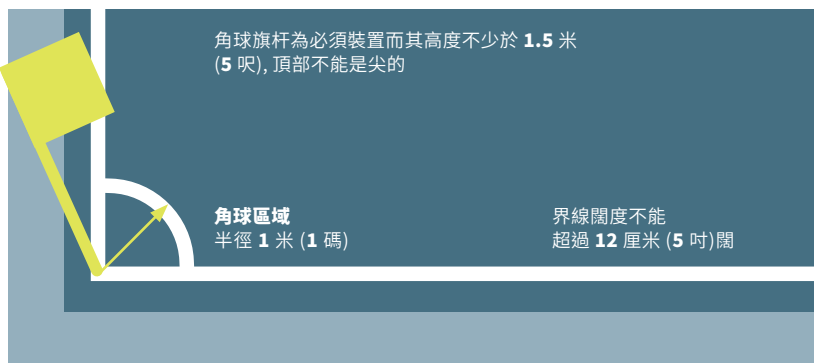 角球旗杆為必須裝置而其高度不少於 1.5 米
(5 呎), 頂部不能是尖的
角球區域
半徑 1 米 (1 碼)
界線闊度不能
超過 12 厘米 (5 吋)闊